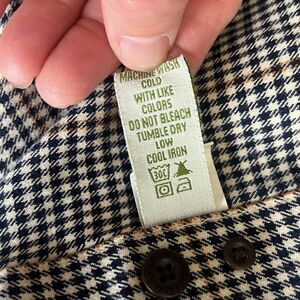 MACHINE WASH
COLD
WITH LIKE
COLORS
DO NOT BLEACH
TUMBLE DRY
LOW
COOL IRON
30C